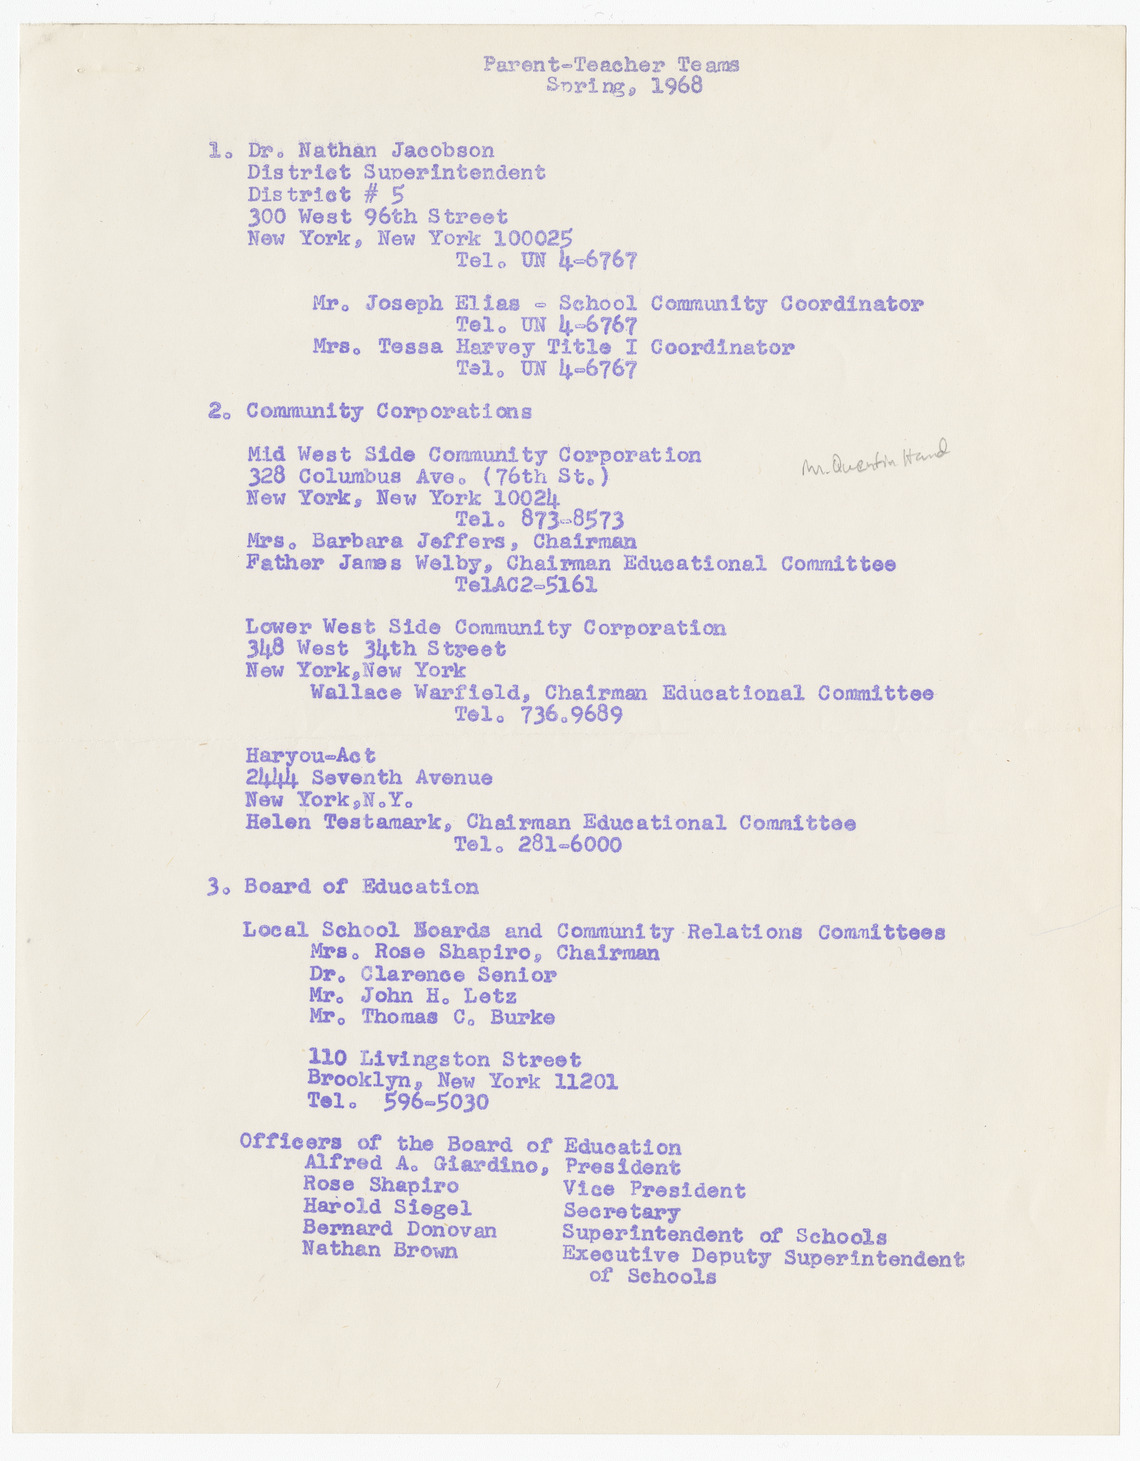 Parent-Teacher Teams
Spring, 1968
1. Dr. Nathan Jacobson
District Superintendent
District # 5
300 West 96th Street
New York, New York 100025
Tel. UN 4-6767
Mr. Joseph Elias - School Community Coordinator
Tel. UN 4-6767
Mrs. Tessa Harvey Title I Coordinator
Tel. UN 4-6767
2. Community Corporations
Mid West Side Community Corporation
Mr. Quentin Hand
328 Columbus Ave. (76th St.)
New York, New York 10024
Tel. 873-8573
Mrs. Barbara Jeffers, Chairman
Father James Welby, Chairman Educational Committee
TelAC2-5161
Lower West Side Community Corporation
348 West 34th Street
New York,New York
Wallace Warfield, Chairman Educational Committee
Tel. 736.9689
Haryou-Act
2444 Seventh Avenue
New York,N.Y.
Helen Testamark, Chairman Educational Committee
Tel. 281-6000
3. Board of Education
Local School Boards and Community Relations Committees
Mrs. Rose Shapiro, Chairman
Dr. Clarence Senior
Mr. John H. Lotz
Mr. Thomas C. Burke
110 Livingston Street
Brooklyn, New York 11201
Tel. 596-5030
Officers of the Board of Education
Alfred A. Giardino, President
Rose Shapiro Vice President
Harold Siegel Secretary
Bernard Donovan Superintendent of Schools
Nathan Brown Executive Deputy Superintendent
of Schools